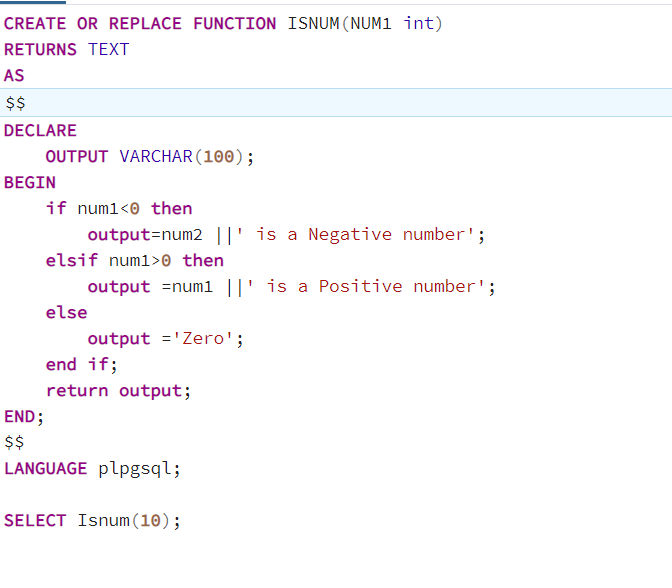 CREATE OR REPLACE FUNCTION ISNUM(NUM1 int)
RETURNS TEXT
AS
$$
DECLARE
    OUTPUT VARCHAR(100);
BEGIN
    if num1<0 then
        output=num2 ||' is a Negative number';
    elsif num1>0 then
        output =num1 ||' is a Positive number';
    else
        output ='Zero';
    end if;
    return output;
END;
$$
LANGUAGE plpgsql;

SELECT Isnum(10);